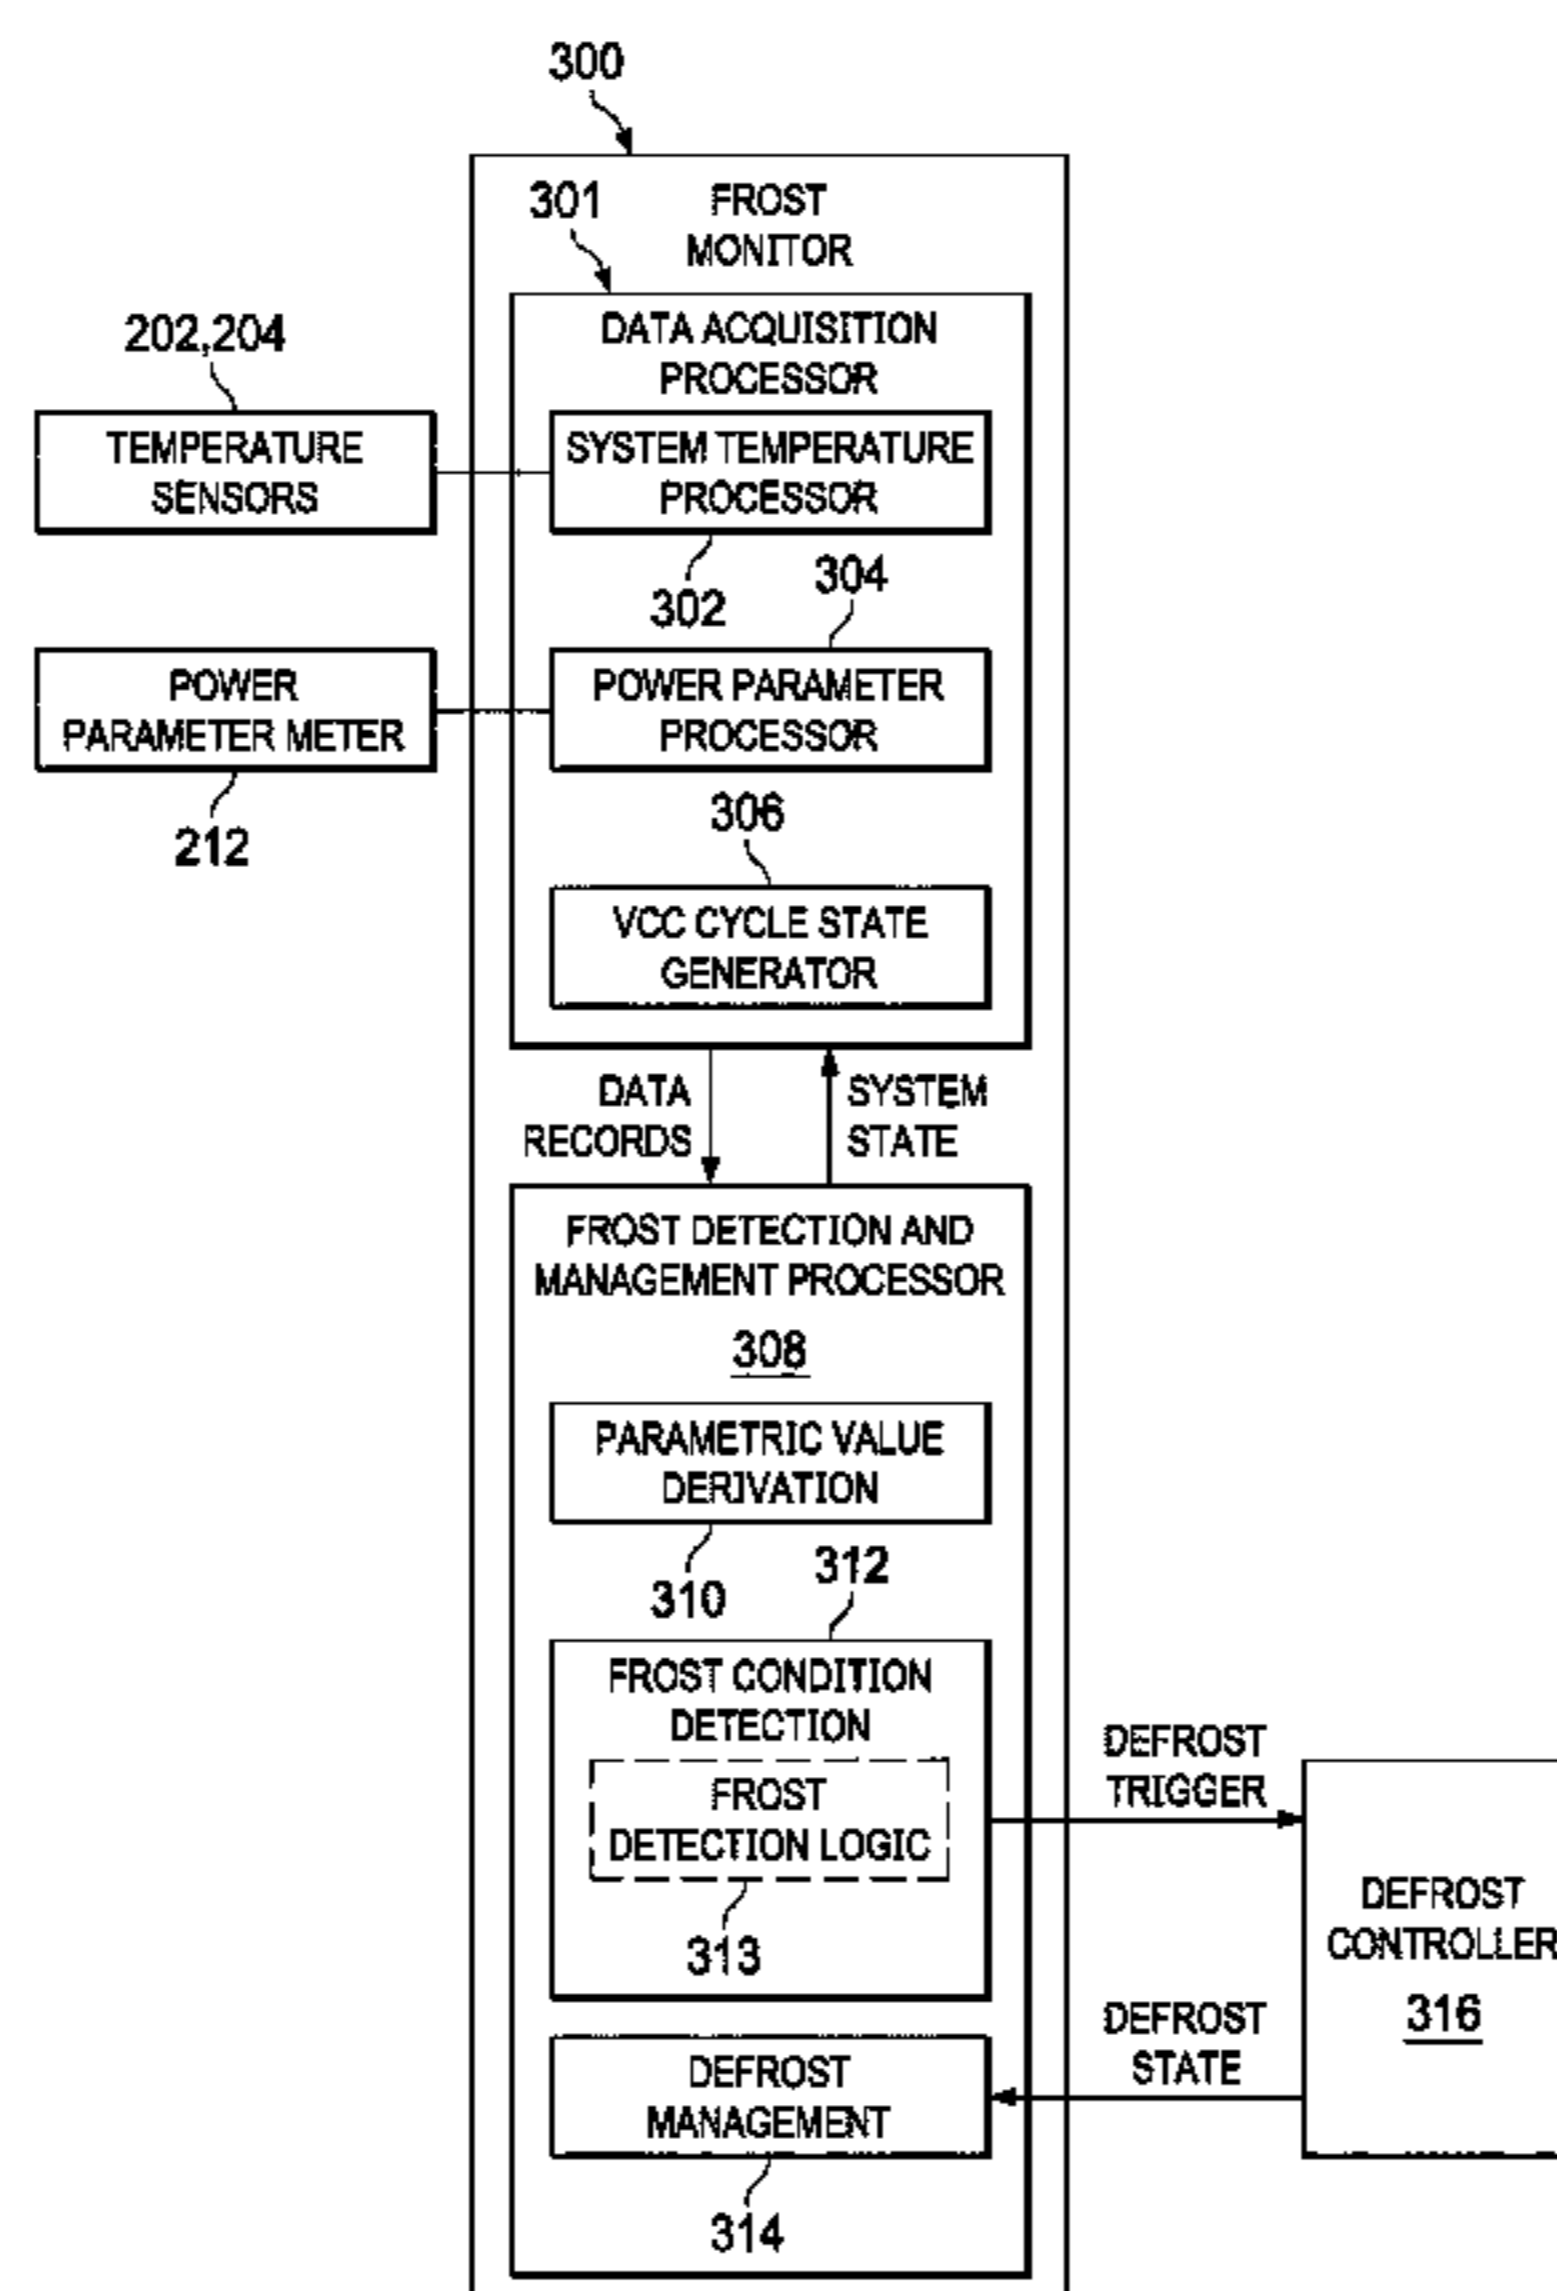 300
FROST
MONITOR
301
DATA ACQUISITION
PROCESSOR
202,204
TEMPERATURE
SENSORS
SYSTEM TEMPERATURE
PROCESSOR
302
304
POWER
PARAMETER METER
212
POWER PARAMETER
PROCESSOR
306
VCC CYCLE STATE
GENERATOR
DATA
RECORDS
SYSTEM
STATE
FROST DETECTION AND
MANAGEMENT PROCESSOR
308
PARAMETRIC VALUE
DERIVATION
310
312
FROST CONDITION
DETECTION
FROST
DETECTION LOGIC
313
DEFROST
TRIGGER
DEFROST
CONTROLLER
316
DEFROST
STATE
DEFROST
MANAGEMENT
314